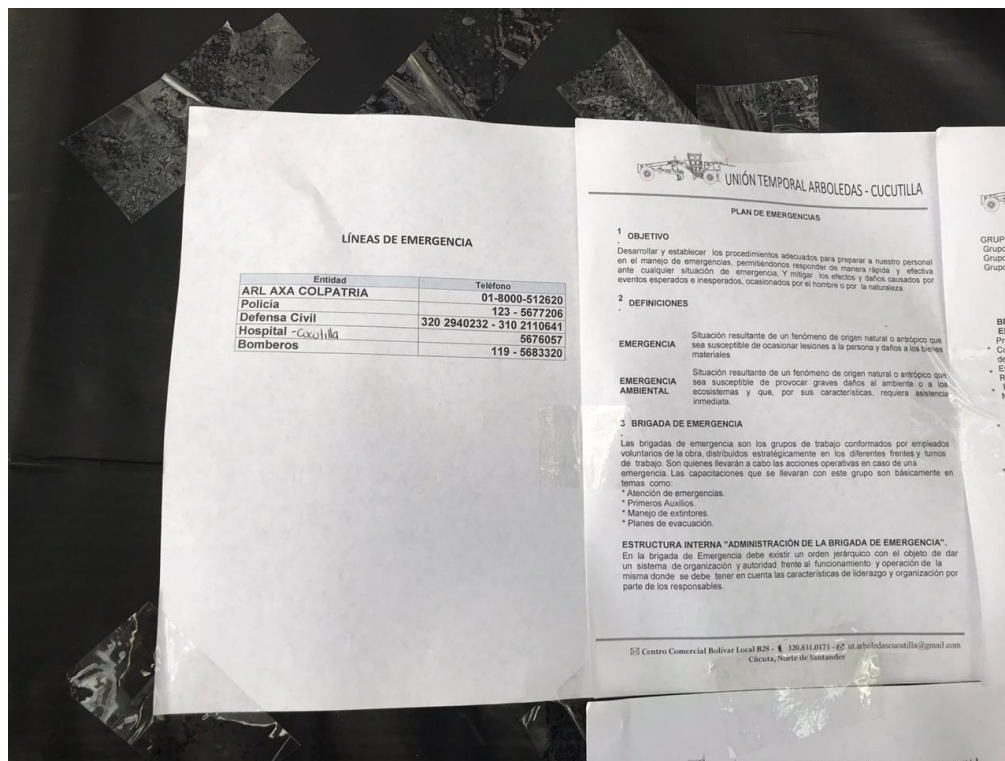 LÍNEAS DE EMERGENCIA
Entidad Teléfono
ARL AXA COLPATRIA 01-8000-512620
Policía 123 - 5677206
Defensa Civil 320 2940232 - 310 2110641
Hospital - Cucutilla 5676057
Bomberos 119 - 5683320
UNIÓN TEMPORAL ARBOLEDAS - CUCUTILLA
PLAN DE EMERGENCIAS
1 OBJETIVO
.
Desarrollar y establecer los procedimientos adecuados para preparar a nuestro personal
en el manejo de emergencias, permitiéndonos responder de manera rápida y efectiva
ante cualquier situación de emergencia, Y mitigar los efectos y daños causados por
eventos esperados e inesperados, ocasionados por el hombre o por la naturaleza.
2 DEFINICIONES
.
EMERGENCIA
Situación resultante de un fenómeno de origen natural o antrópico que
sea susceptible de ocasionar lesiones a la persona y daños a los bienes
materiales
EMERGENCIA
AMBIENTAL
Situación resultante de un fenómeno de origen natural o antrópico que
sea susceptible de provocar graves daños al ambiente o a los
ecosistemas y que, por sus características, requiera asistencia
inmediata.
3 BRIGADA DE EMERGENCIA
.
Las brigadas de emergencia son los grupos de trabajo conformados por empleados
voluntarios de la obra, distribuidos estratégicamente en los diferentes frentes y turnos
de trabajo. Son quienes llevarán a cabo las acciones operativas en caso de una
emergencia. Las capacitaciones que se llevaran con este grupo son básicamente en
temas como:
* Atención de emergencias.
* Primeros Auxilios.
* Manejo de extintores.
* Planes de evacuación.
ESTRUCTURA INTERNA "ADMINISTRACIÓN DE LA BRIGADA DE EMERGENCIA".
En la brigada de Emergencia debe existir un orden jerárquico con el objeto de dar
un sistema de organización y autoridad frente al funcionamiento y operación de la
misma donde se debe tener en cuenta las características de liderazgo y organización por
parte de los responsables.
Centro Comercial Bolívar Local B28 - 320.831.0173 - ut.arboledascucutilla@gmail.com
Cúcuta, Norte de Santander
GRUP
Grupo
Grupo
Grupo